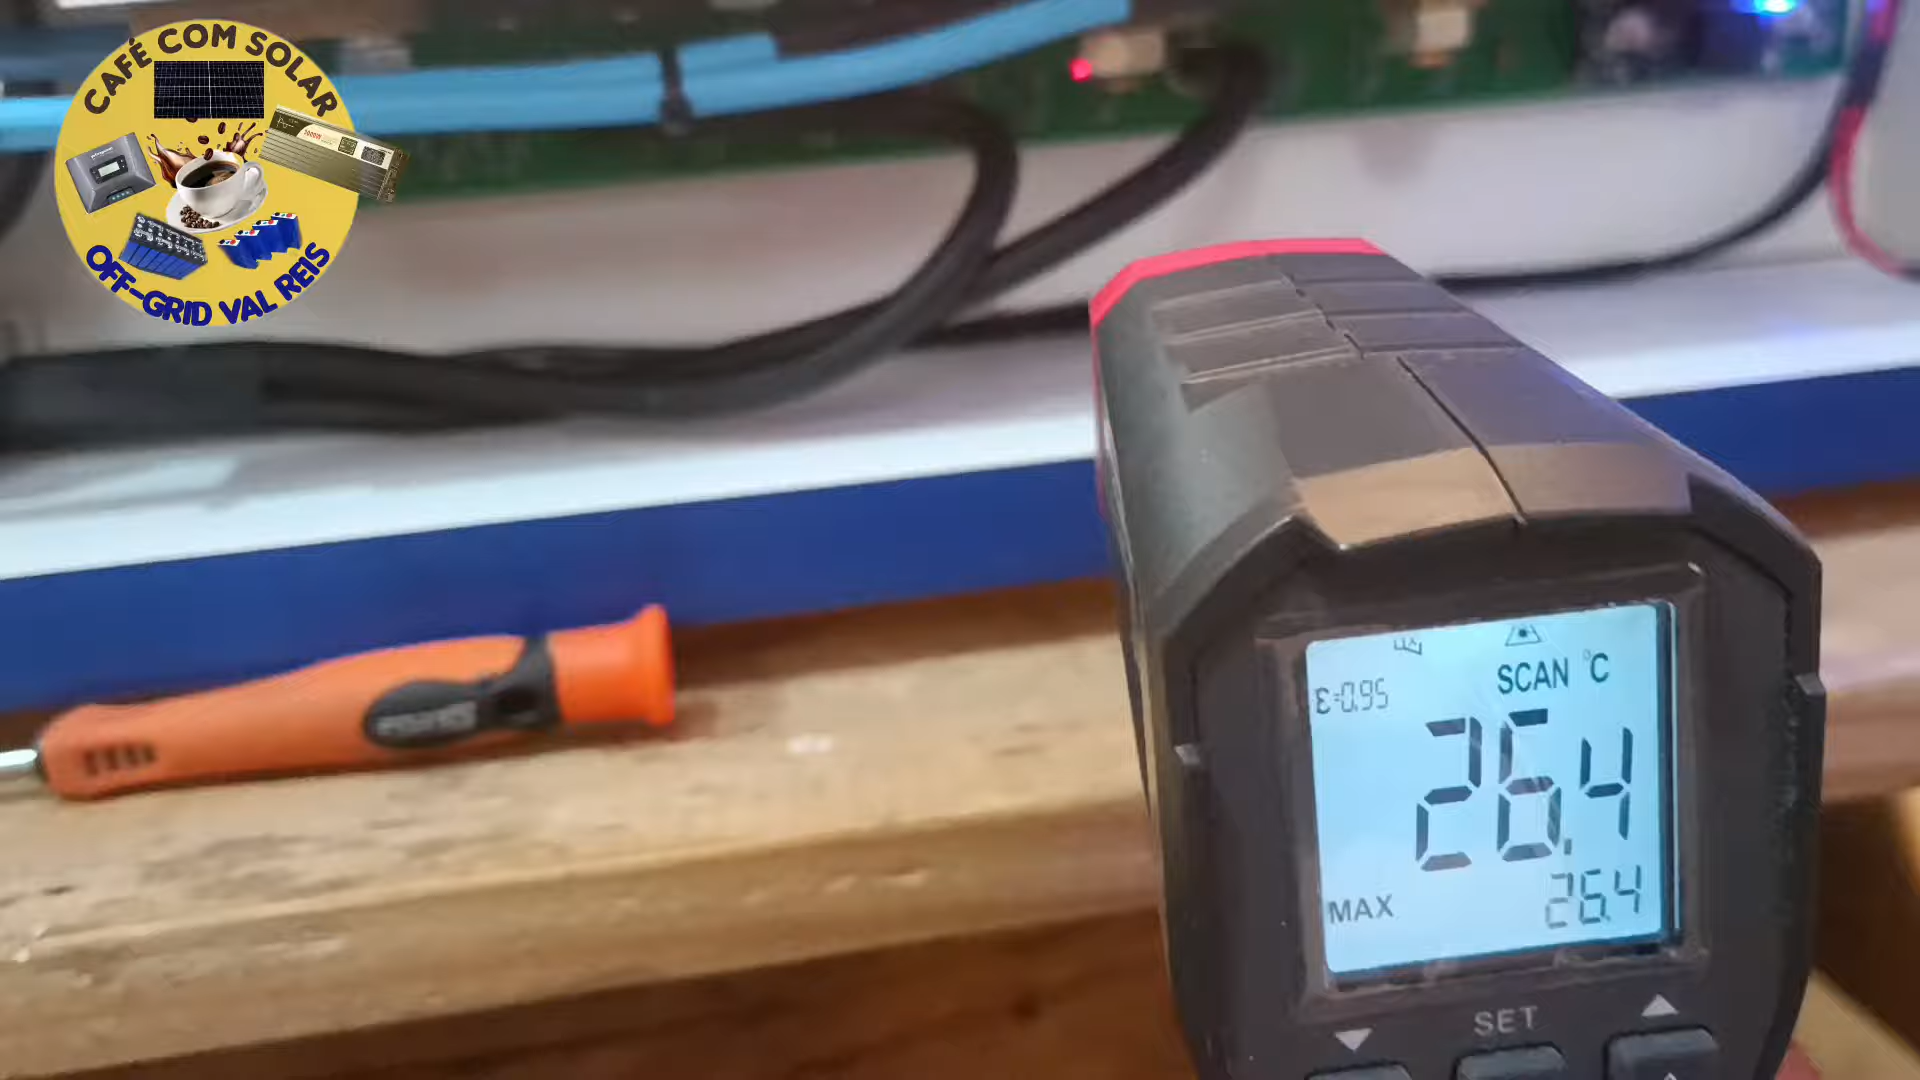 CAFÉ COM SOLAR
OFF-GRID VAL REIS
SCAN °C
ε=0.95
26.4
MAX 26.4
SET